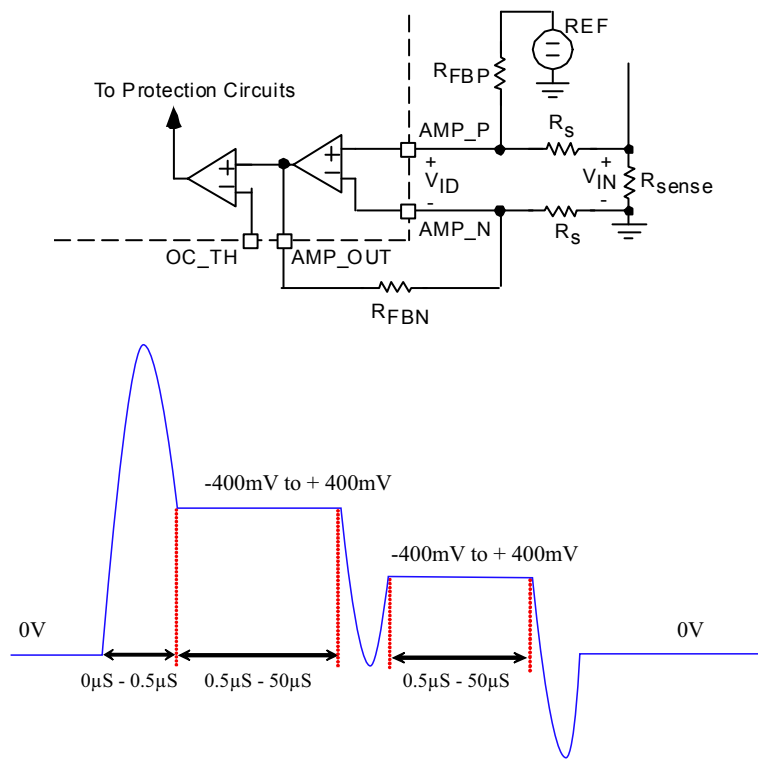 REF
RFBP
To Protection Circuits
AMP_P
Rs
+
+
−
+
−
+
VID
-
+
VIN
-
Rsense
AMP_N
Rs
OC_TH
AMP_OUT
RFBN
-400mV to + 400mV
-400mV to + 400mV
0V
0V
0µS - 0.5µS
0.5µS - 50µS
0.5µS - 50µS